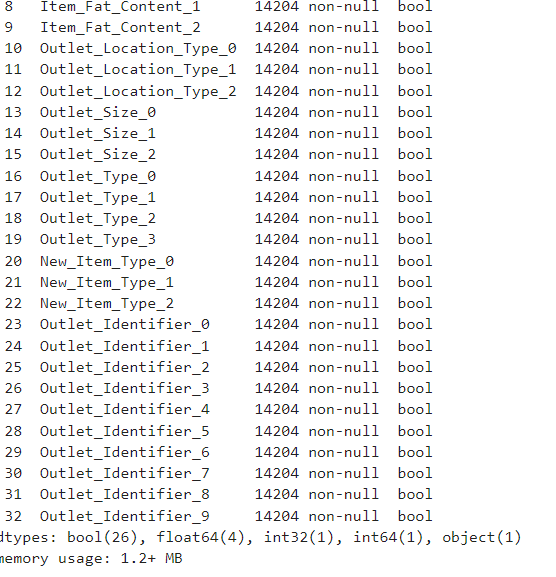 8 Item_Fat_Content_1 14204 non-null bool
9 Item_Fat_Content_2 14204 non-null bool
10 Outlet_Location_Type_0 14204 non-null bool
11 Outlet_Location_Type_1 14204 non-null bool
12 Outlet_Location_Type_2 14204 non-null bool
13 Outlet_Size_0 14204 non-null bool
14 Outlet_Size_1 14204 non-null bool
15 Outlet_Size_2 14204 non-null bool
16 Outlet_Type_0 14204 non-null bool
17 Outlet_Type_1 14204 non-null bool
18 Outlet_Type_2 14204 non-null bool
19 Outlet_Type_3 14204 non-null bool
20 New_Item_Type_0 14204 non-null bool
21 New_Item_Type_1 14204 non-null bool
22 New_Item_Type_2 14204 non-null bool
23 Outlet_Identifier_0 14204 non-null bool
24 Outlet_Identifier_1 14204 non-null bool
25 Outlet_Identifier_2 14204 non-null bool
26 Outlet_Identifier_3 14204 non-null bool
27 Outlet_Identifier_4 14204 non-null bool
28 Outlet_Identifier_5 14204 non-null bool
29 Outlet_Identifier_6 14204 non-null bool
30 Outlet_Identifier_7 14204 non-null bool
31 Outlet_Identifier_8 14204 non-null bool
32 Outlet_Identifier_9 14204 non-null bool
dtypes: bool(26), float64(4), int32(1), int64(1), object(1)
memory usage: 1.2+ MB